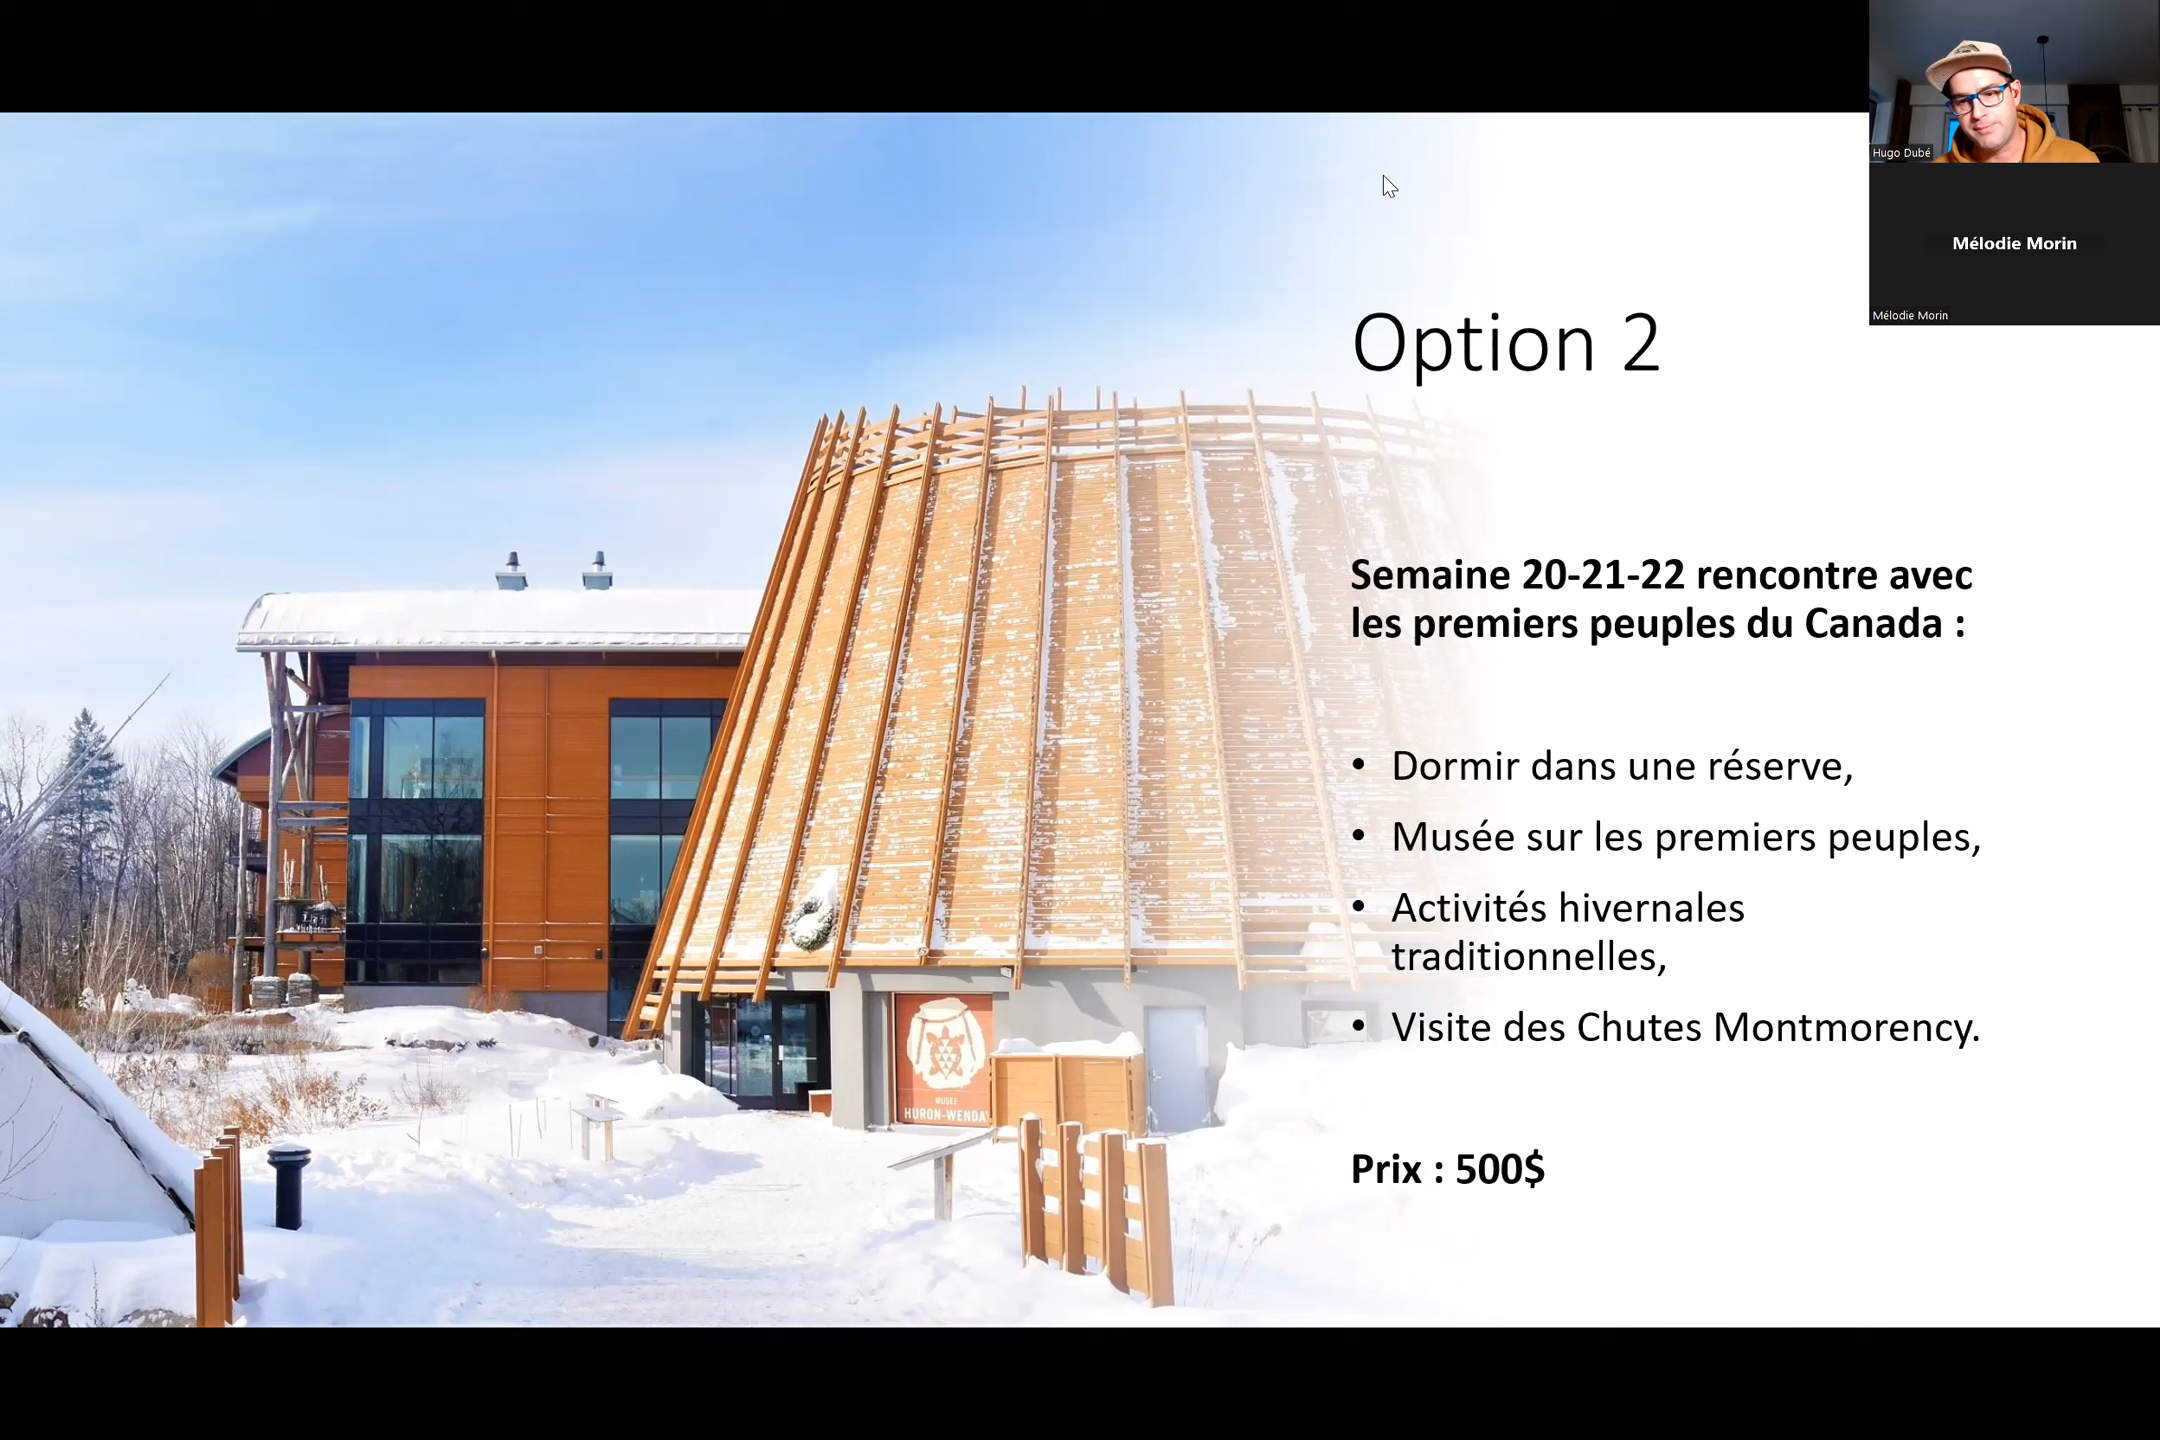 Hugo Dubé
Mélodie Morin
Mélodie Morin
Option 2
Semaine 20-21-22 rencontre avec
les premiers peuples du Canada :
• Dormir dans une réserve,
• Musée sur les premiers peuples,
• Activités hivernales
traditionnelles,
• Visite des Chutes Montmorency.
Prix : 500$
MUSÉE
HURON-WENDA